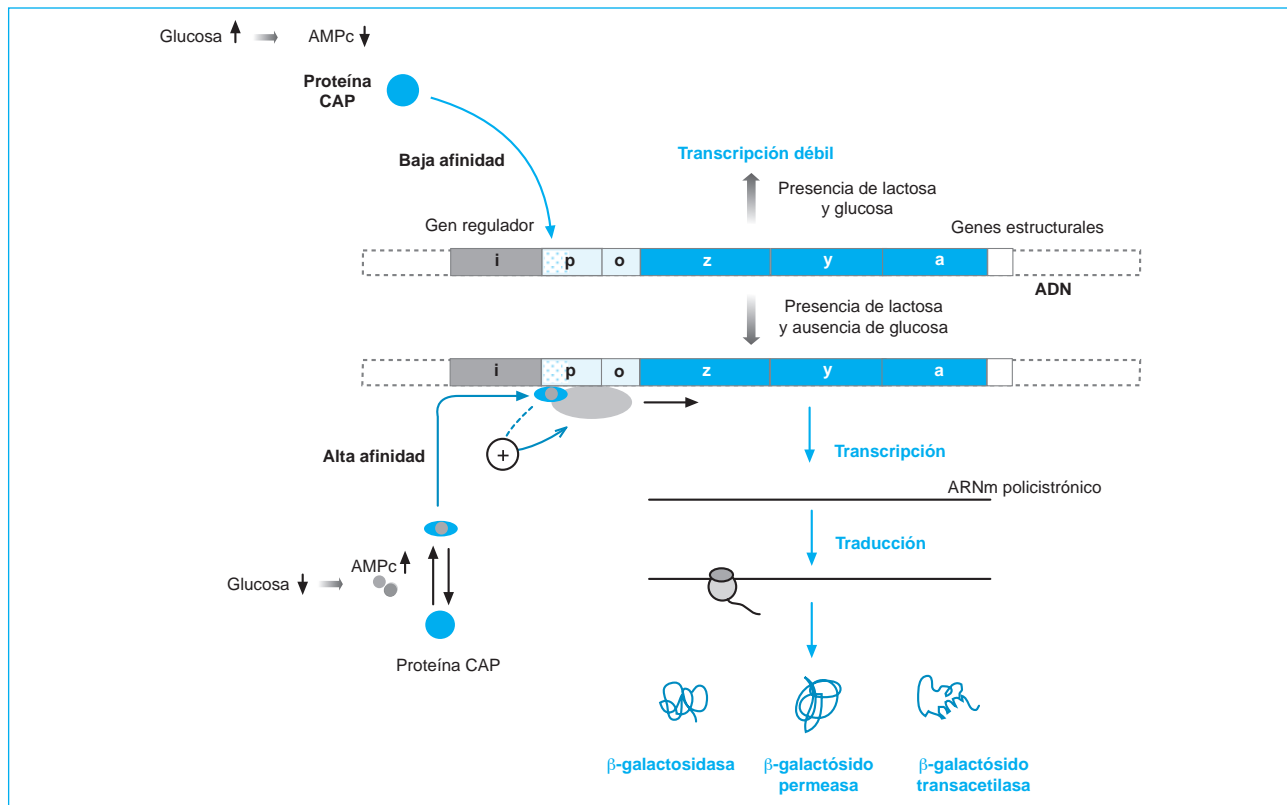 Glucosa
AMPc
Proteína
CAP
Baja afinidad
Transcripción débil
Presencia de lactosa
y glucosa
Gen regulador
Genes estructurales
i p o z y a
ADN
Presencia de lactosa
y ausencia de glucosa
i p o z y a
+
Alta afinidad
Transcripción
ARNm policistrónico
Traducción
AMPc
Glucosa
Proteína CAP
β-galactosidasa
β-galactósido
permeasa
β-galactósido
transacetilasa